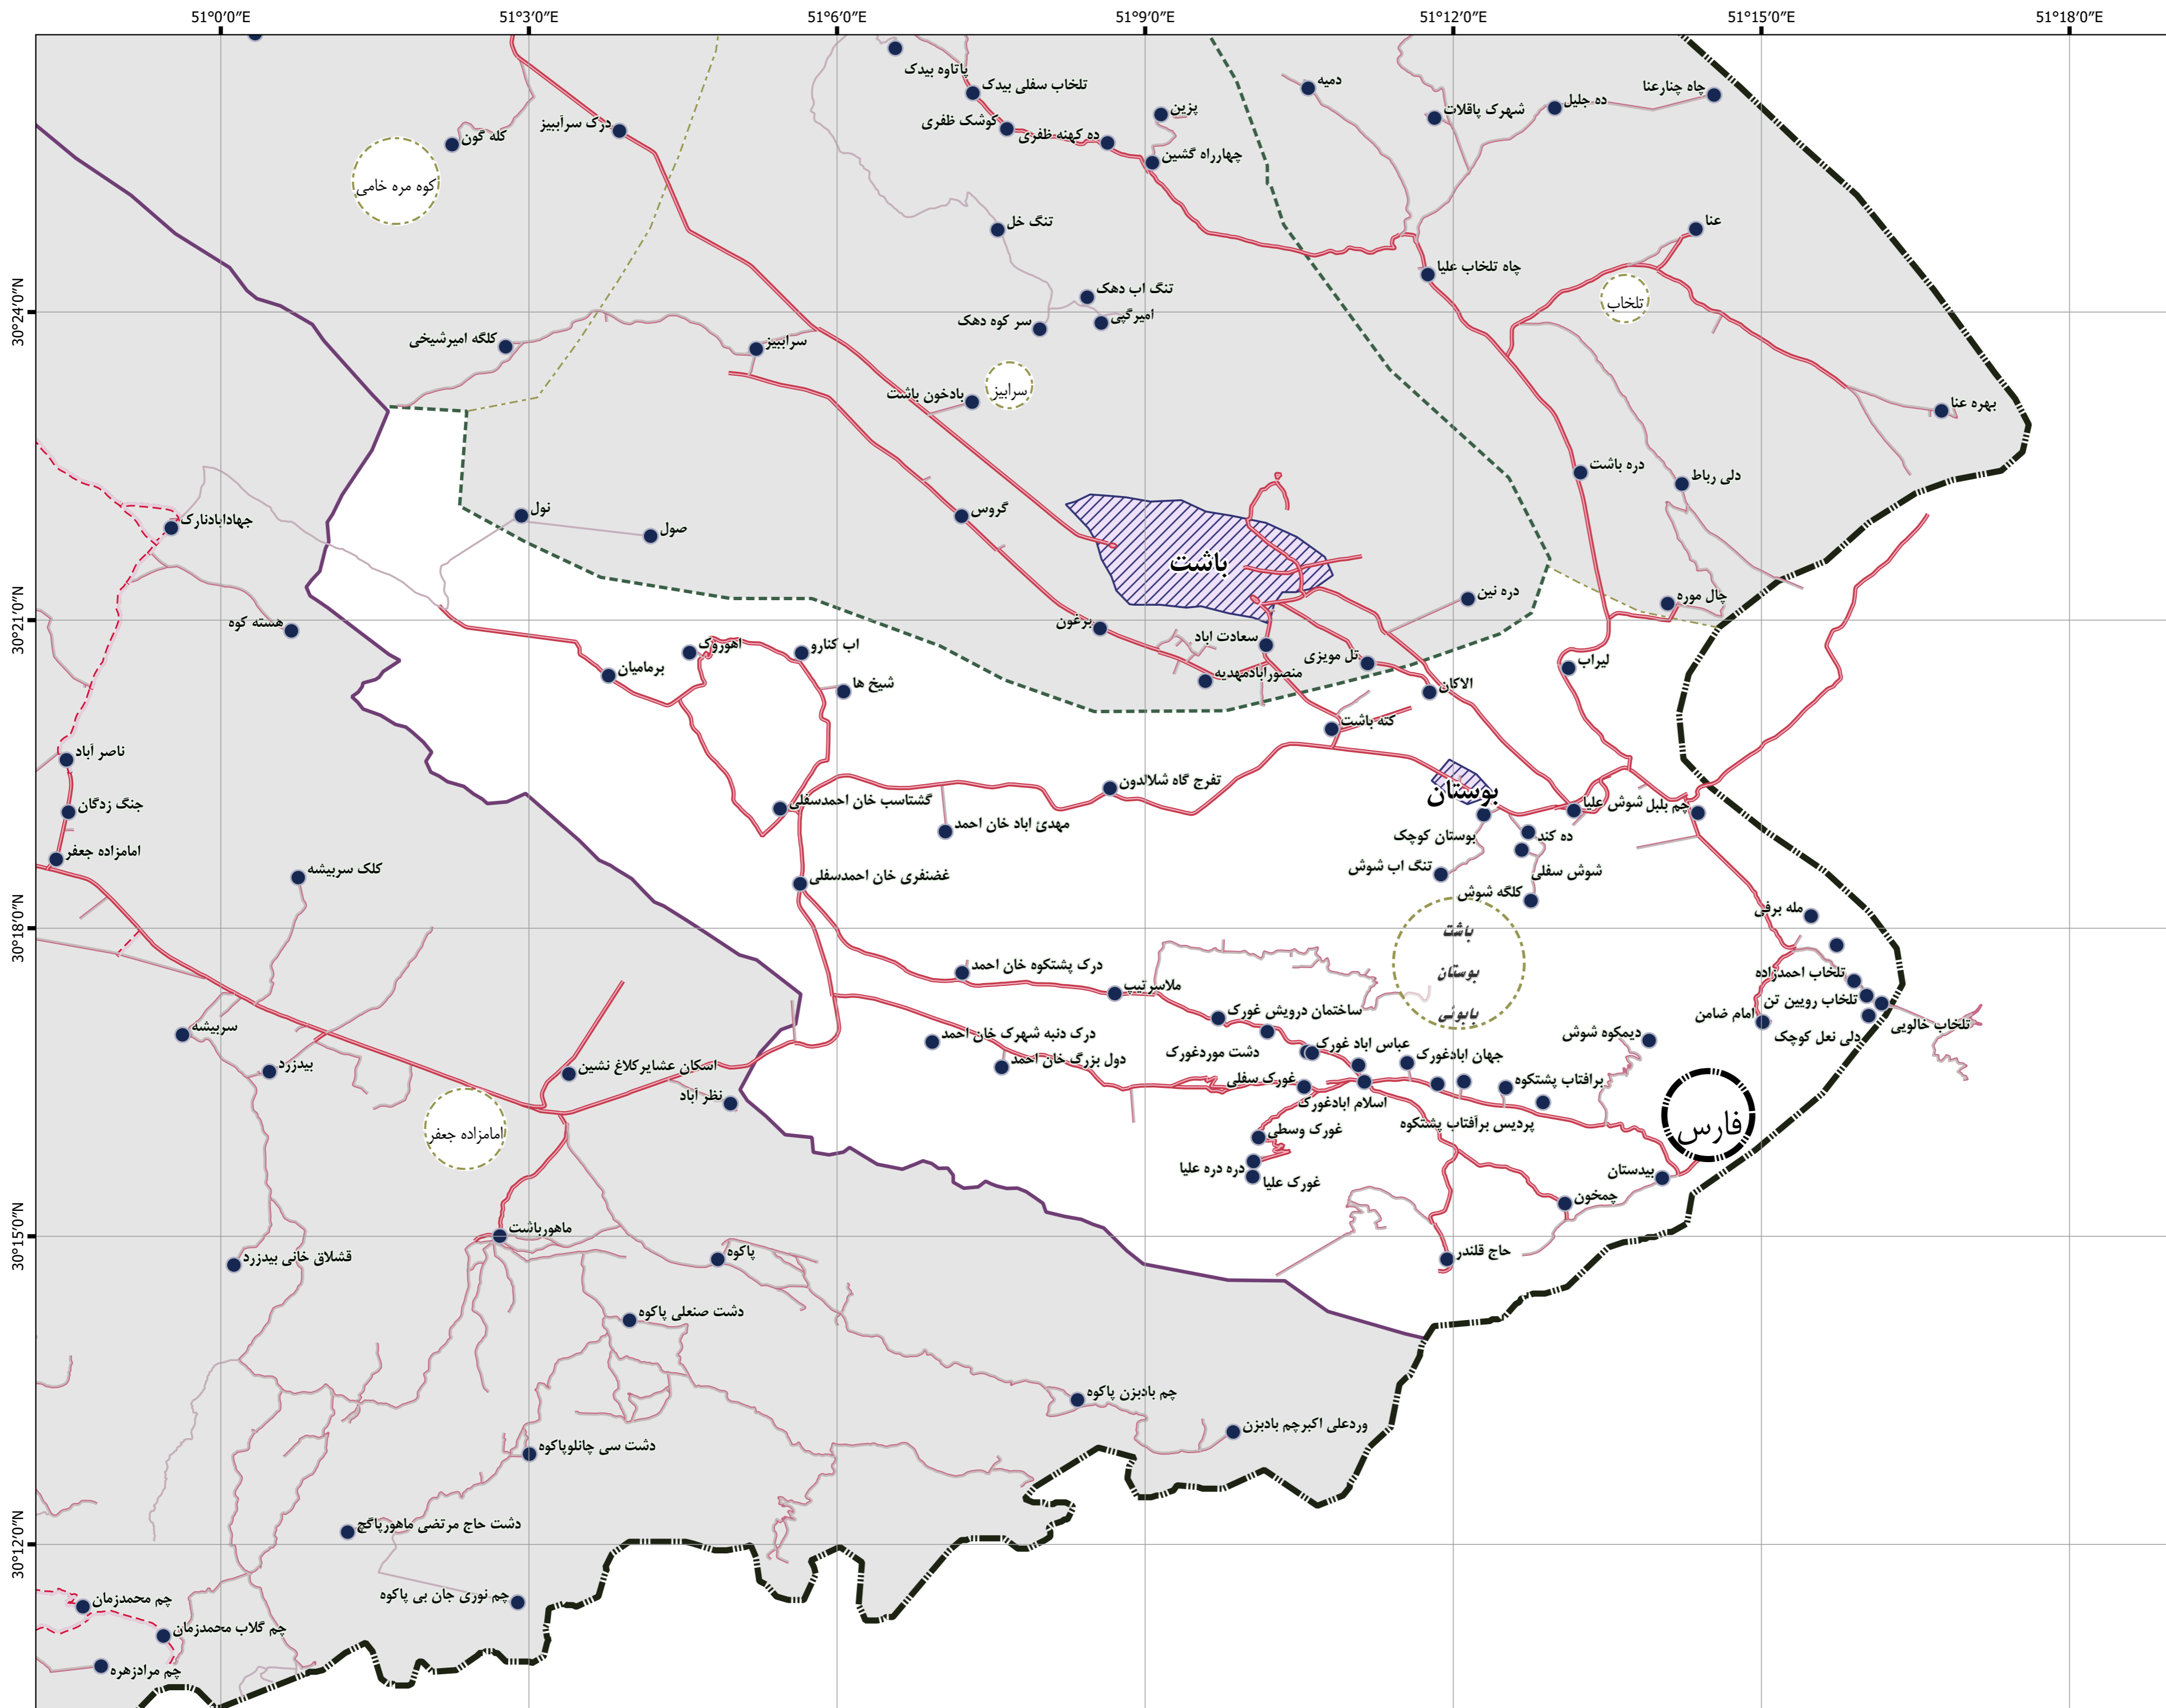 51°0'0"E
51°3'0"E
51°6'0"E
51°9'0"E
51°12'0"E
51°15'0"E
51°18'0"E
30°24'0"N
30°21'0"N
30°18'0"N
30°15'0"N
30°12'0"N
پاتاوه بیدک
تلخاب سفلی بیدک
دمیه
چاه چنارعنا
ده جلیل
شهرک پاقلات
پزین
کوشک ظفری
ده کهنه ظفری
چهارراه گشین
درک سرآببیز
کله گون
کوه مره خامی
تنگ خل
عنا
چاه تلخاب علیا
تنگ اب دهک
تلخاب
امیرگپی
سر کوه دهک
سراببیز
کلگه امیرشیخی
سرابیز
بادخون باشت
بهره عنا
دره باشت
دلی رباط
نول
گروس
جهادابادنارک
صول
باشت
دره نین
چال موره
هسته کوه
برغون
سعادت اباد
اهوروک
اب کنارو
تل مویزی
لیراب
برمامیان
منصورآبادمهدیه
شیخ ها
الاکان
کته باشت
ناصر آباد
تفرج گاه شلالدون
بوستان
جنگ زدگان
گشتاسب خان احمدسفلی
شوش علیا
چم بلبل
مهدئ اباد خان احمد
بوستان کوچک
ده کند
امامزاده جعفر
کلک سربیشه
تنگ اب شوش
شوش سفلی
غضنفری خان احمدسفلی
کلگه شوش
مله برفی
باشت
بوستان
بابوئی
درک پشتکوه خان احمد
تلخاب احمدزاده
ملاسرتیپ
تلخاب رویین تن
ساختمان درویش غورک
امام ضامن
تلخاب خالویی
سربیشه
دیمکوه شوش
دلی نعل کوچک
درک دنبه شهرک خان احمد
عباس اباد غورک
دشت موردغورک
جهان ابادغورک
دول بزرگ خان احمد
بیدزرد
اسکان عشایرکلاغ نشین
غورک سفلی
برافتاب پشتکوه
نظر آباد
اسلام ابادغورک
فارس
پردیس برآفتاب پشتکوه
امامزاده جعفر
غورک وسطی
دره دره علیا
بیدستان
غورک علیا
چمخون
ماهورباشت
پاکوه
حاج قلندر
قشلاق خانی بیدزرد
دشت صنعلی پاکوه
چم بادبزن پاکوه
وردعلی اکبرچم بادبزن
دشت سی چانلوپاکوه
دشت حاج مرتضی ماهورپاگچ
چم نوری جان بی پاکوه
چم محمدزمان
چم گلاب محمدزمان
چم مرادزهره